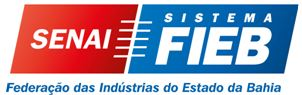 SENAI
SISTEMA
FIEB
Federação das Indústrias do Estado da Bahia